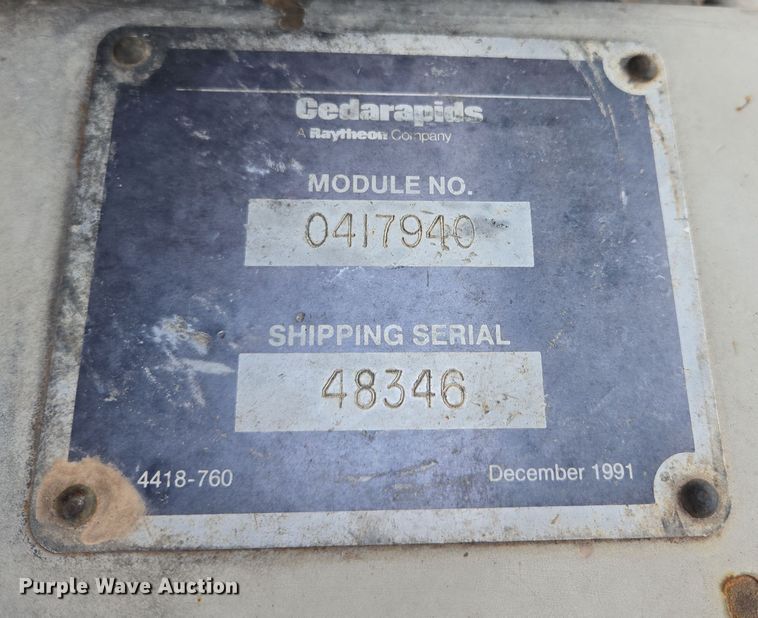 Cedarapids
A Raytheon Company
MODULE NO.
0417940
SHIPPING SERIAL
48346
4418-760 December 1991
Purple Wave Auction